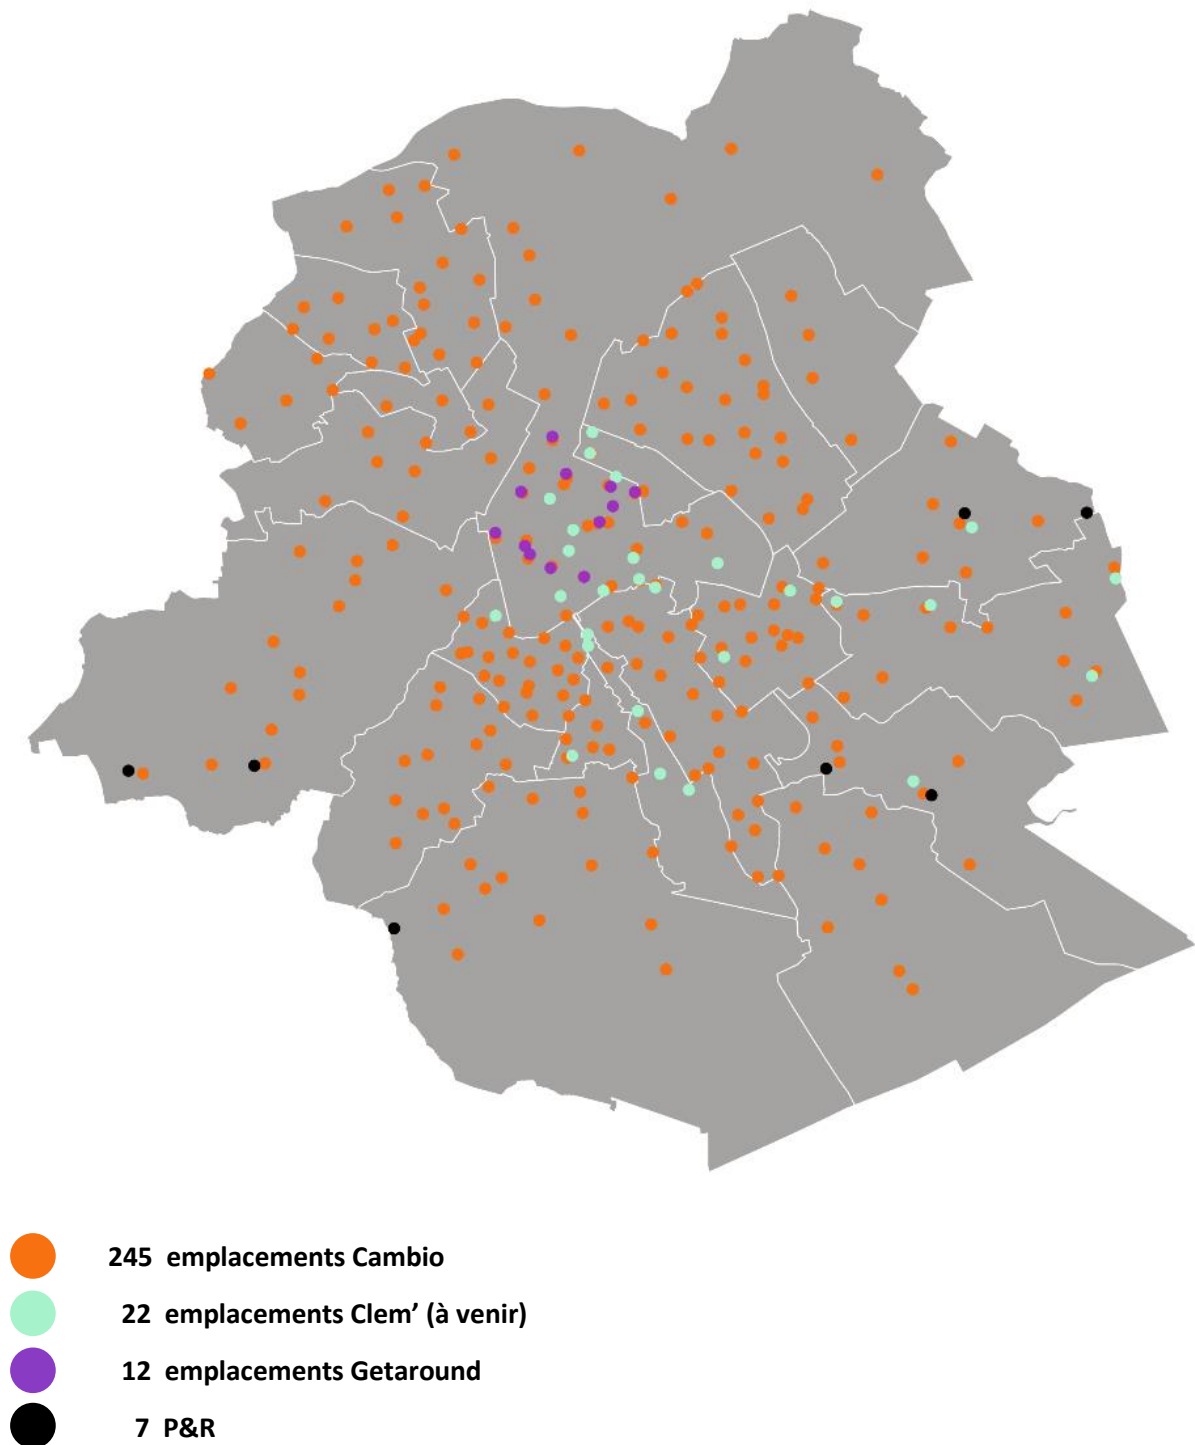 245 emplacements Cambio
22 emplacements Clem’ (à venir)
12 emplacements Getaround
7 P&R